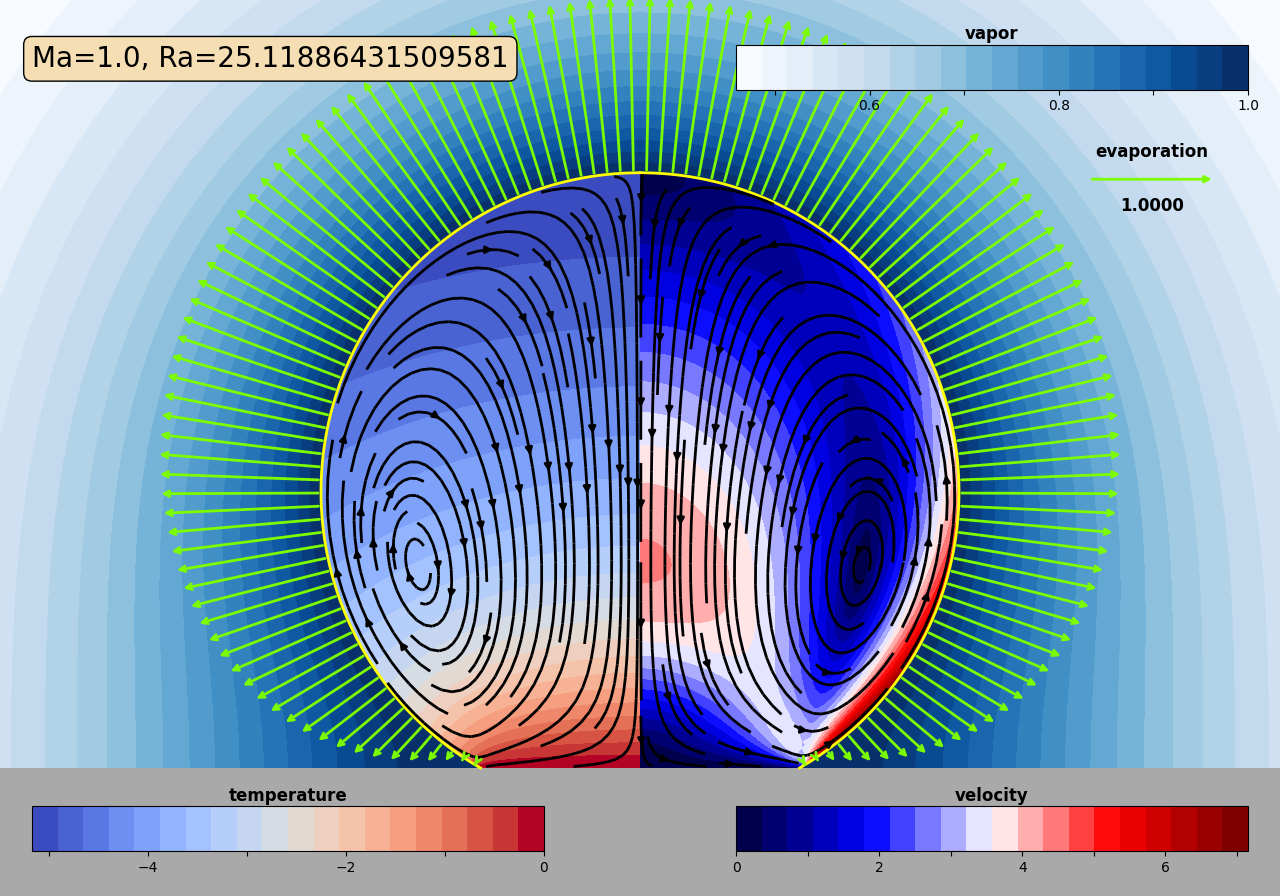 Ma=1.0, Ra=25.11886431509581
vapor
0.6 0.8 1.0
evaporation
1.0000
temperature
−4 −2 0
velocity
0 2 4 6